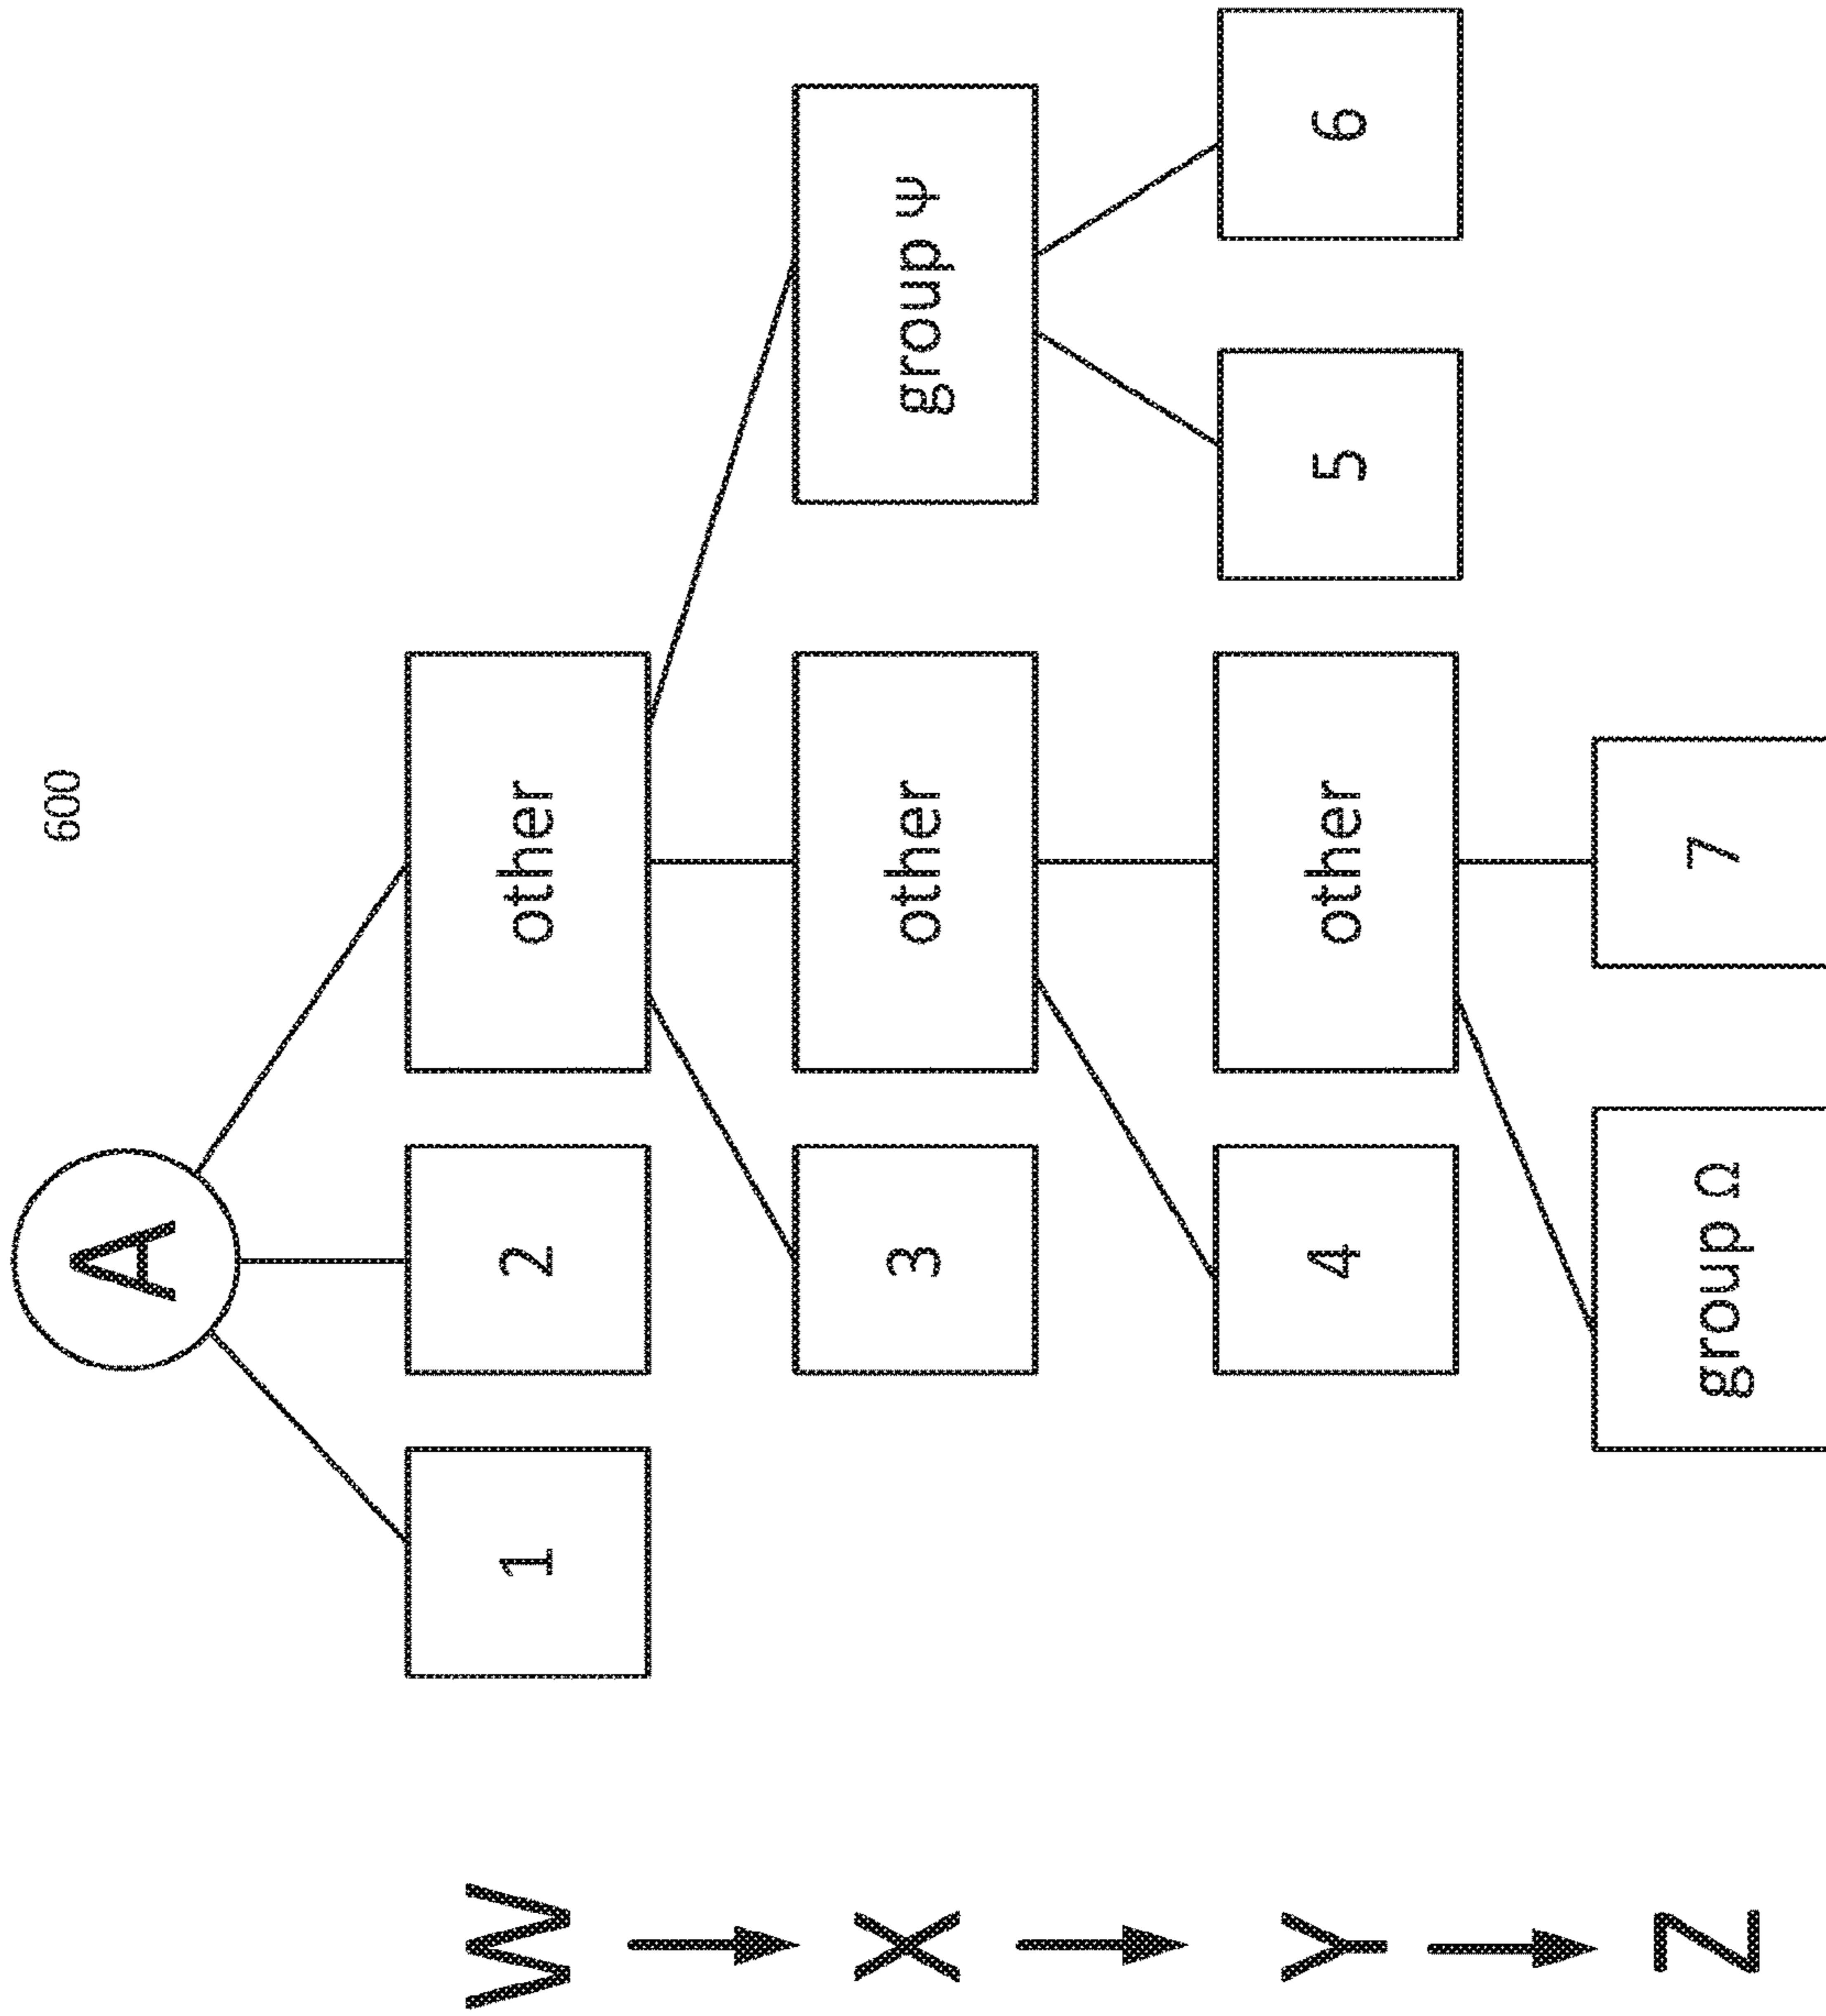 600
A
W 1 2 other
X 3 other group Ψ
Y 4 other 5 6
Z group Ω 7